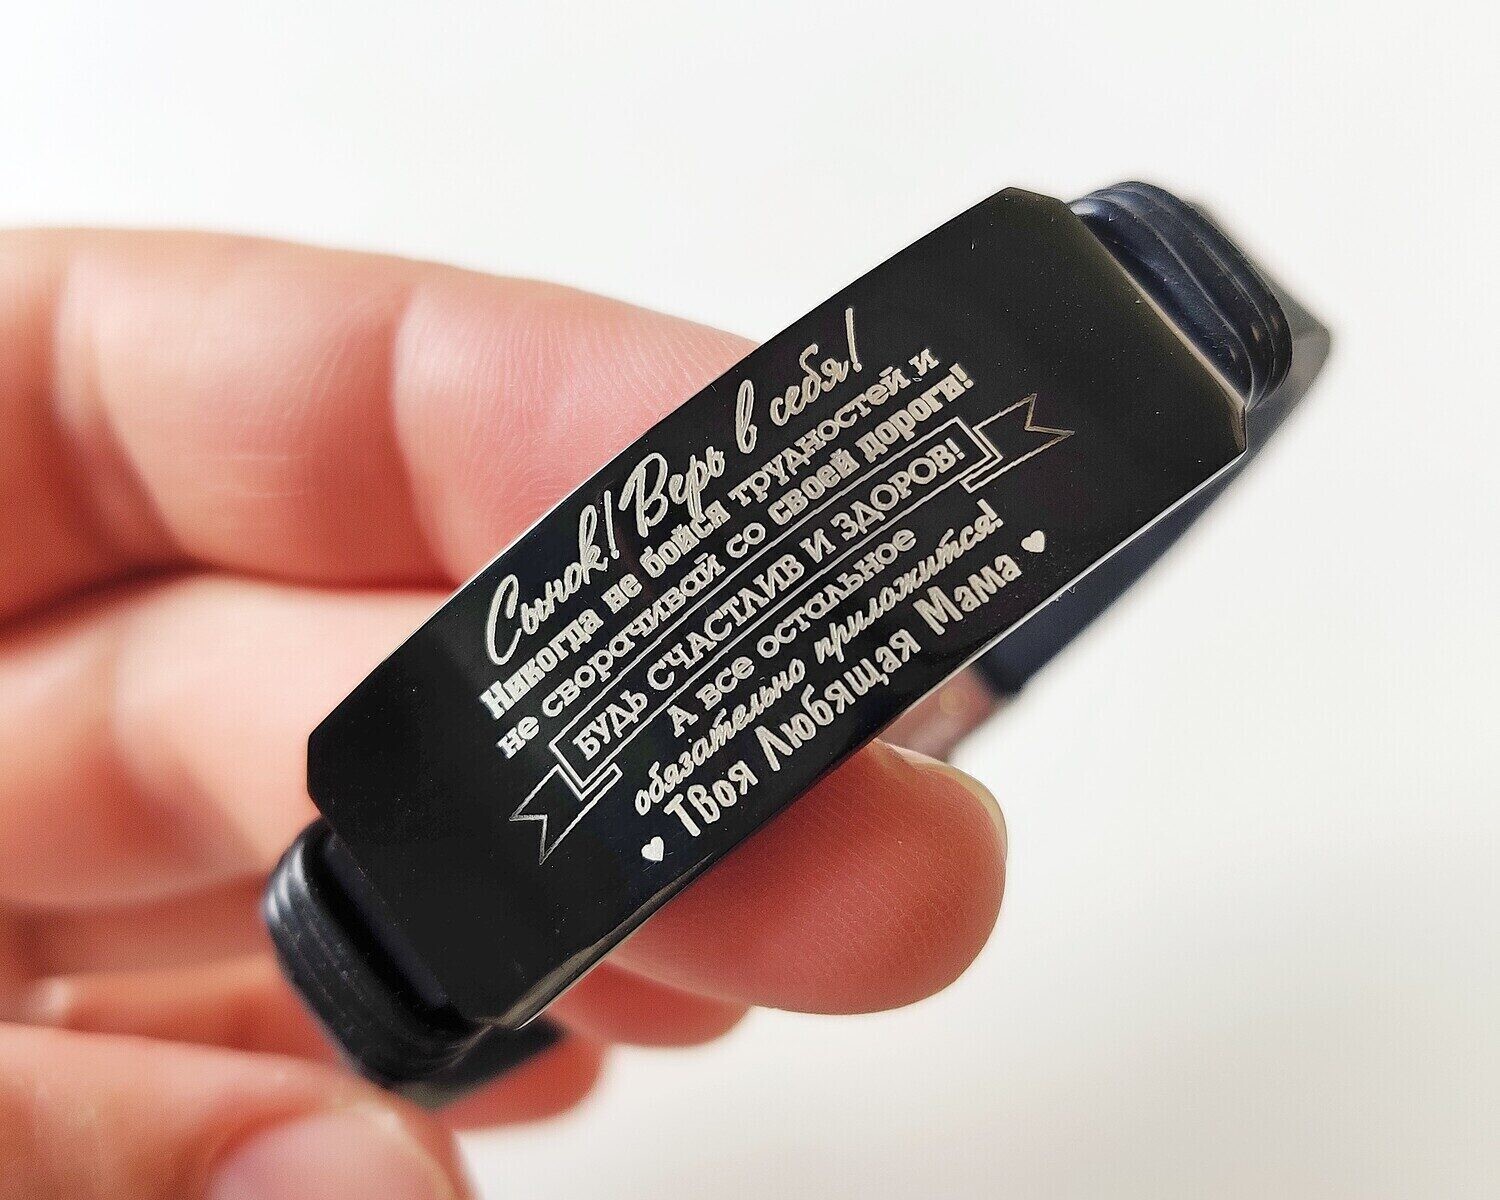 Сынок! Верь в себя!
Никогда не бойся трудностей и
не сворачивай со своей дороги!
БУДЬ СЧАСТЛИВ И ЗДОРОВ!
А все остальное
обязательно приложится!
Твоя Любящая Мама